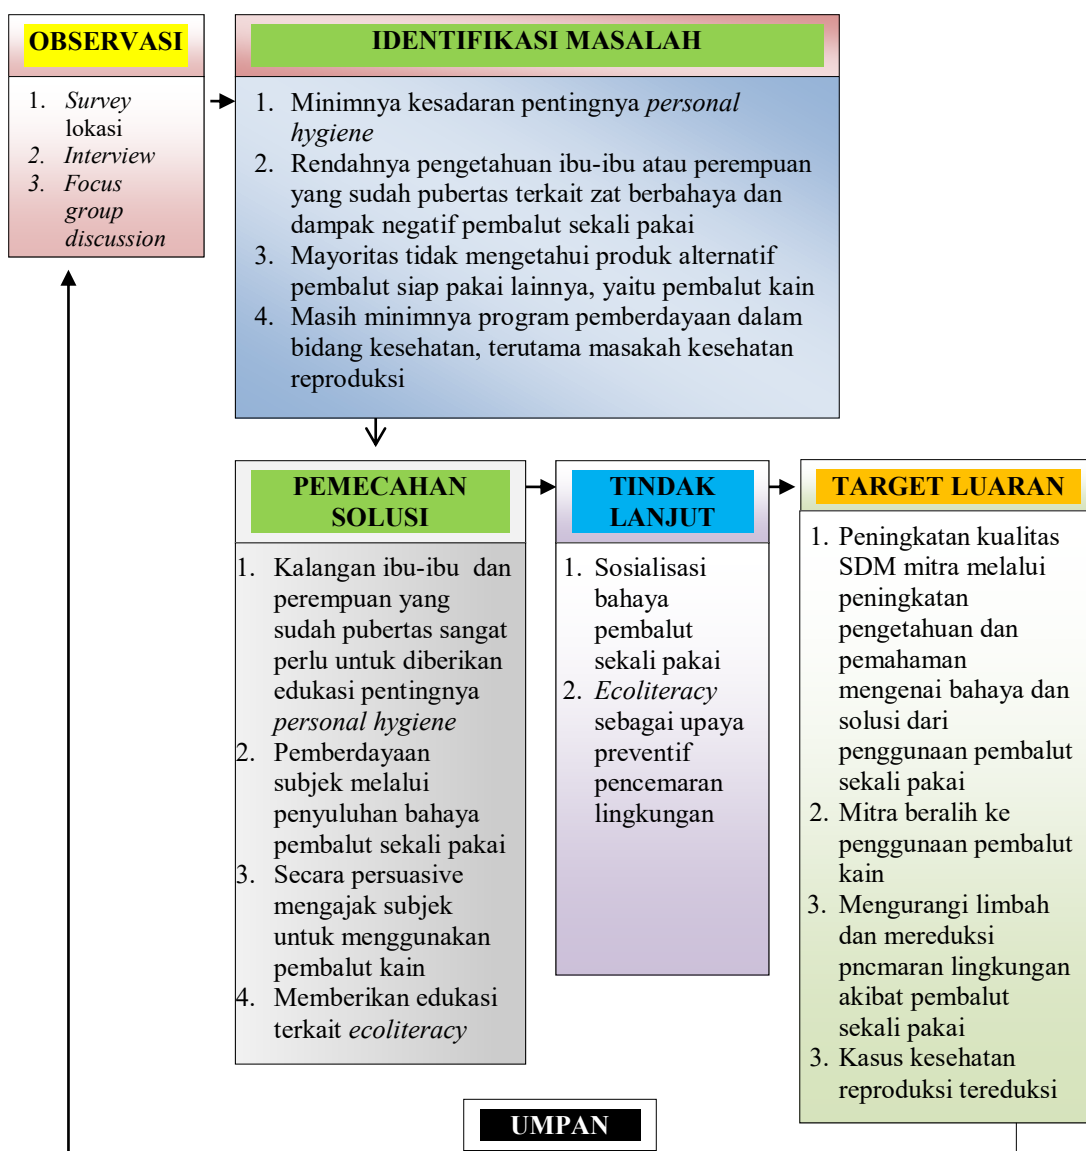 OBSERVASI
1. Survey
lokasi
2. Interview
3. Focus
group
discussion
IDENTIFIKASI MASALAH
1. Minimnya kesadaran pentingnya personal
hygiene
2. Rendahnya pengetahuan ibu-ibu atau perempuan
yang sudah pubertas terkait zat berbahaya dan
dampak negatif pembalut sekali pakai
3. Mayoritas tidak mengetahui produk alternatif
pembalut siap pakai lainnya, yaitu pembalut kain
4. Masih minimnya program pemberdayaan dalam
bidang kesehatan, terutama masakah kesehatan
reproduksi
PEMECAHAN
SOLUSI
1. Kalangan ibu-ibu dan
perempuan yang
sudah pubertas sangat
perlu untuk diberikan
edukasi pentingnya
personal hygiene
2. Pemberdayaan
subjek melalui
penyuluhan bahaya
pembalut sekali pakai
3. Secara persuasive
mengajak subjek
untuk menggunakan
pembalut kain
4. Memberikan edukasi
terkait ecoliteracy
TINDAK
LANJUT
1. Sosialisasi
bahaya
pembalut
sekali pakai
2. Ecoliteracy
sebagai upaya
preventif
pencemaran
lingkungan
TARGET LUARAN
1. Peningkatan kualitas
SDM mitra melalui
peningkatan
pengetahuan dan
pemahaman
mengenai bahaya dan
solusi dari
penggunaan pembalut
sekali pakai
2. Mitra beralih ke
penggunaan pembalut
kain
3. Mengurangi limbah
dan mereduksi
pncmaran lingkungan
akibat pembalut
sekali pakai
3. Kasus kesehatan
reproduksi tereduksi
UMPAN